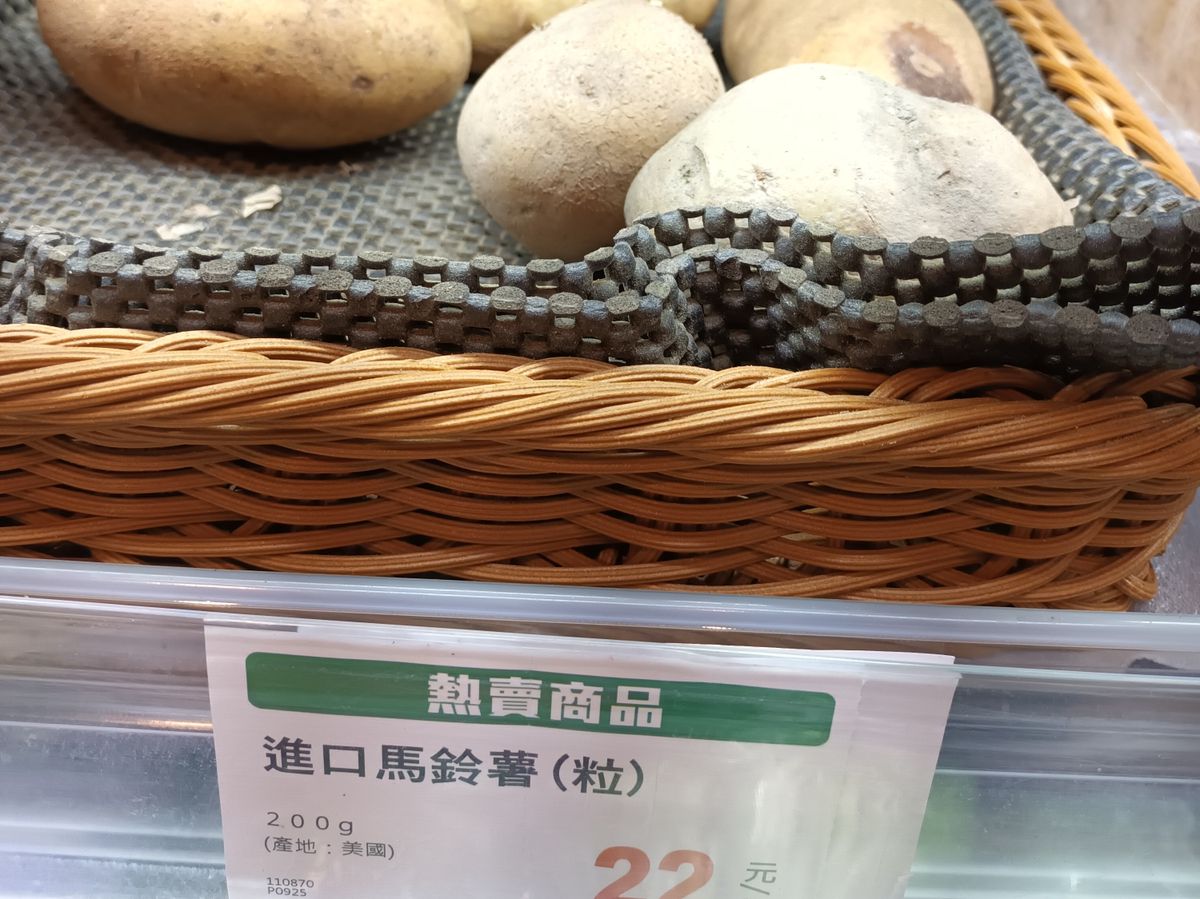 熱賣商品
進口馬鈴薯(粒)
200g
(產地:美國)
22 元/
110870
P0925